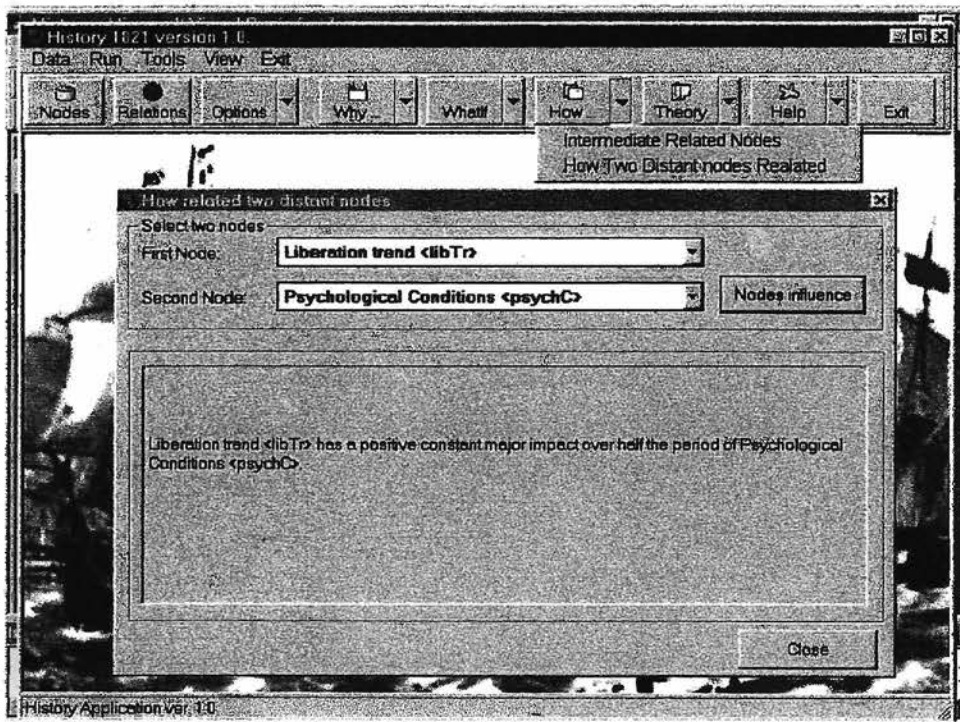 History 1821 version 1.0.
Data Run Tools View Exit
Nodes Relations Options Why... WhatIf How... Theory Help Exit
Intermediate Related Nodes
How Two Distant nodes Realated
How related two distant nodes
Select two nodes
First Node: Liberation trend <libTr>
Second Node: Psychological Conditions <psychC> Nodes influence
Liberation trend <libTr> has a positive constant major impact over half the period of Psychological
Conditions <psychC>.
Close
History Application ver. 1.0